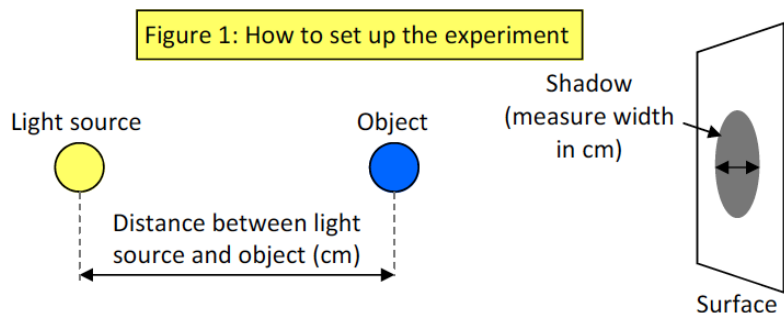 Figure 1: How to set up the experiment
Light source
Object
Shadow
(measure width
in cm)
Distance between light
source and object (cm)
Surface